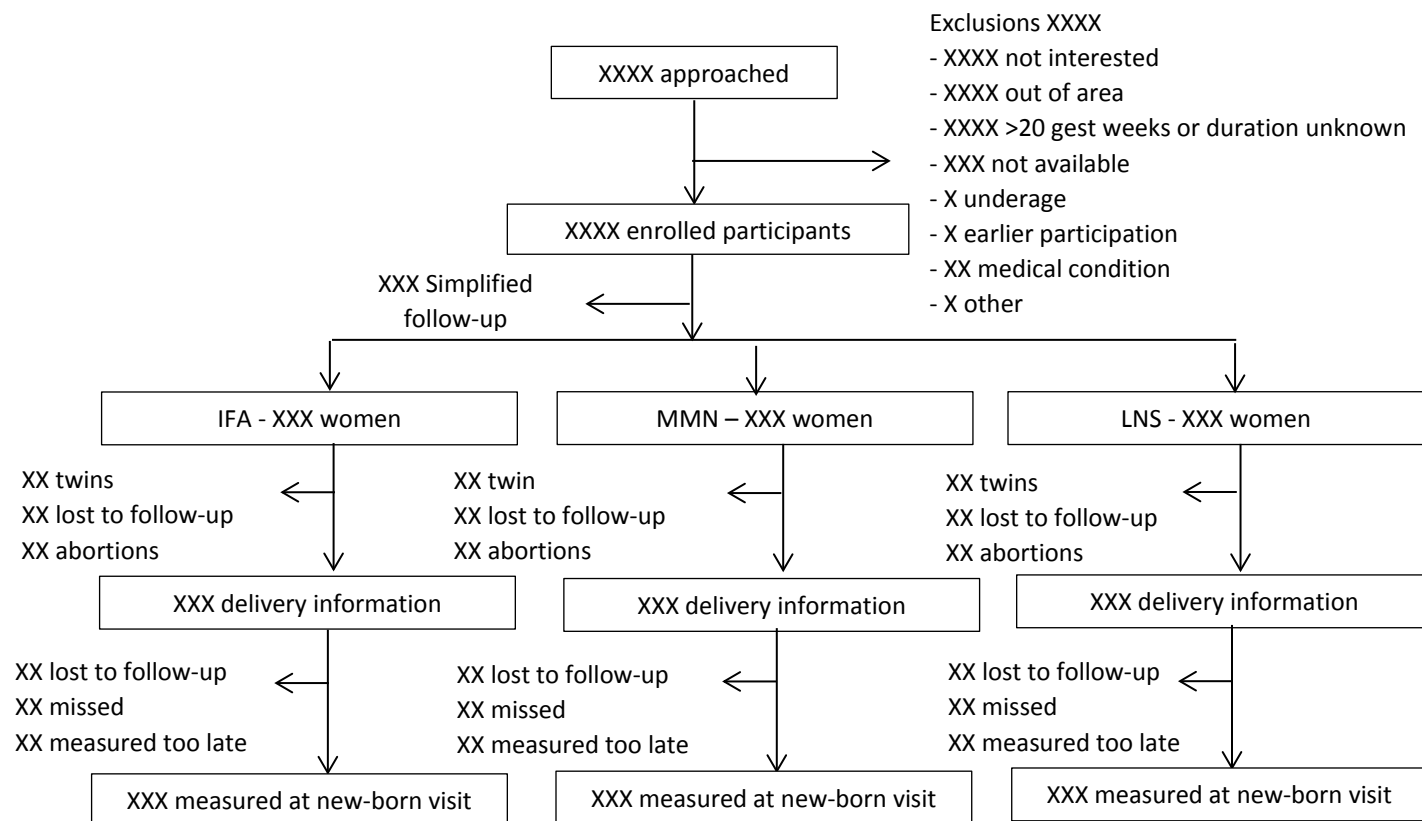 Exclusions XXXX
- XXXX not interested
- XXXX out of area
- XXXX >20 gest weeks or duration unknown
- XXX not available
- X underage
- X earlier participation
- XX medical condition
- X other
XXXX approached
XXXX enrolled participants
XXX Simplified
follow-up
IFA - XXX women
MMN – XXX women
LNS - XXX women
XX twins
XX lost to follow-up
XX abortions
XX twin
XX lost to follow-up
XX abortions
XX twins
XX lost to follow-up
XX abortions
XXX delivery information
XXX delivery information
XXX delivery information
XX lost to follow-up
XX missed
XX measured too late
XX lost to follow-up
XX missed
XX measured too late
XX lost to follow-up
XX missed
XX measured too late
XXX measured at new-born visit
XXX measured at new-born visit
XXX measured at new-born visit